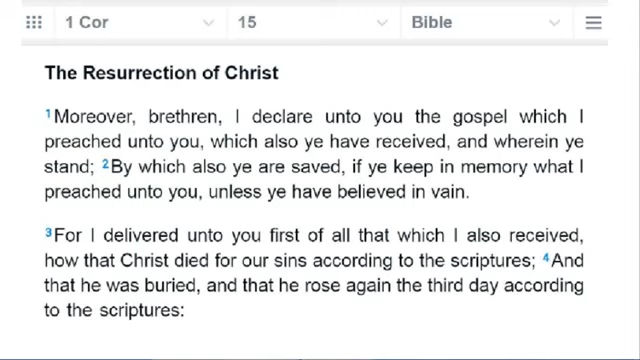 1 Cor 15 Bible
The Resurrection of Christ
1Moreover, brethren, I declare unto you the gospel which I
preached unto you, which also ye have received, and wherein ye
stand; 2By which also ye are saved, if ye keep in memory what I
preached unto you, unless ye have believed in vain.
3For I delivered unto you first of all that which I also received,
how that Christ died for our sins according to the scriptures; 4And
that he was buried, and that he rose again the third day according
to the scriptures: